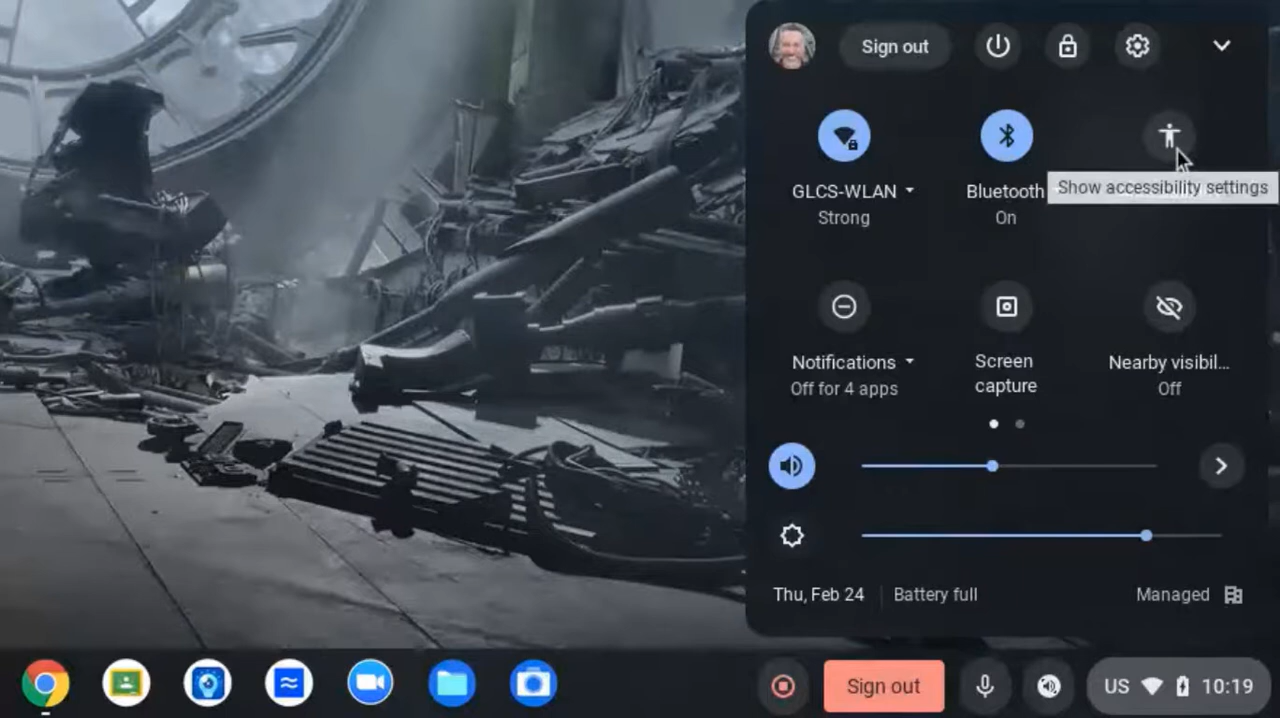 Sign out
GLCS-WLAN
Strong
Bluetooth
On
Show accessibility settings
Notifications
Off for 4 apps
Screen
capture
Nearby visibil...
Off
Thu, Feb 24
Battery full
Managed
Sign out
US
10:19